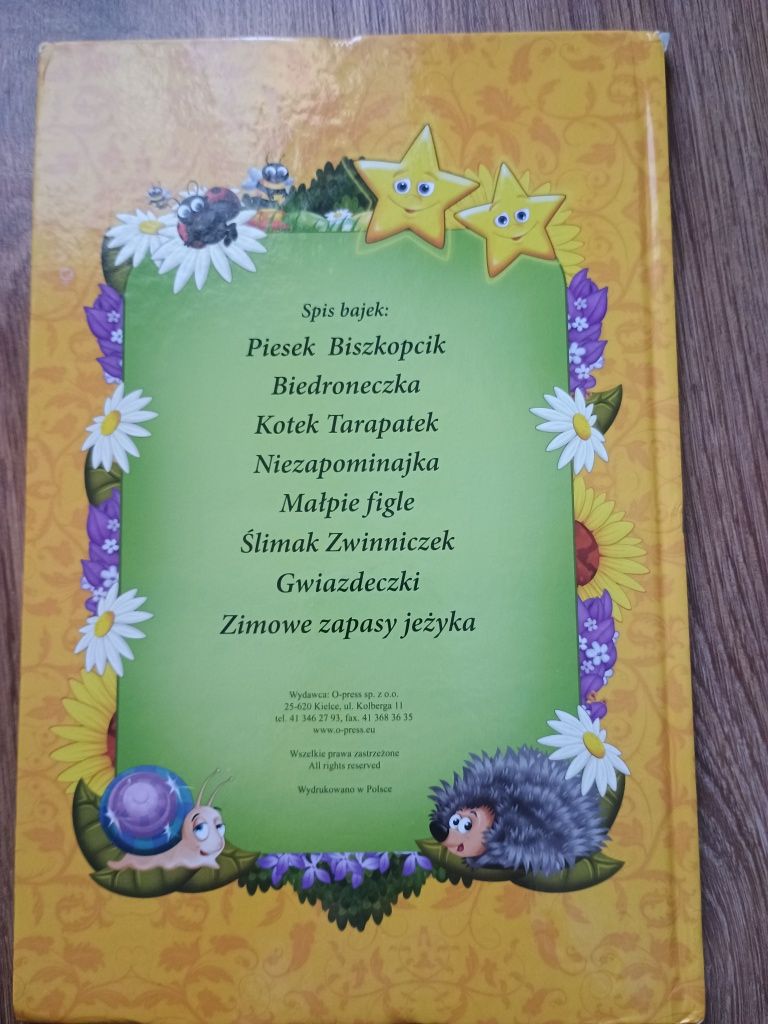 Spis bajek:
Piesek Biszkopcik
Biedroneczka
Kotek Tarapatek
Niezapominajka
Małpie figle
Ślimak Zwinniczek
Gwiazdeczki
Zimowe zapasy jeżyka
Wydawca: O-press sp. z o.o.
25-620 Kielce, ul. Kolberga 11
tel. 41 346 27 93, fax. 41 368 36 35
www.o-press.eu
Wszelkie prawa zastrzeżone
All rights reserved
Wydrukowano w Polsce